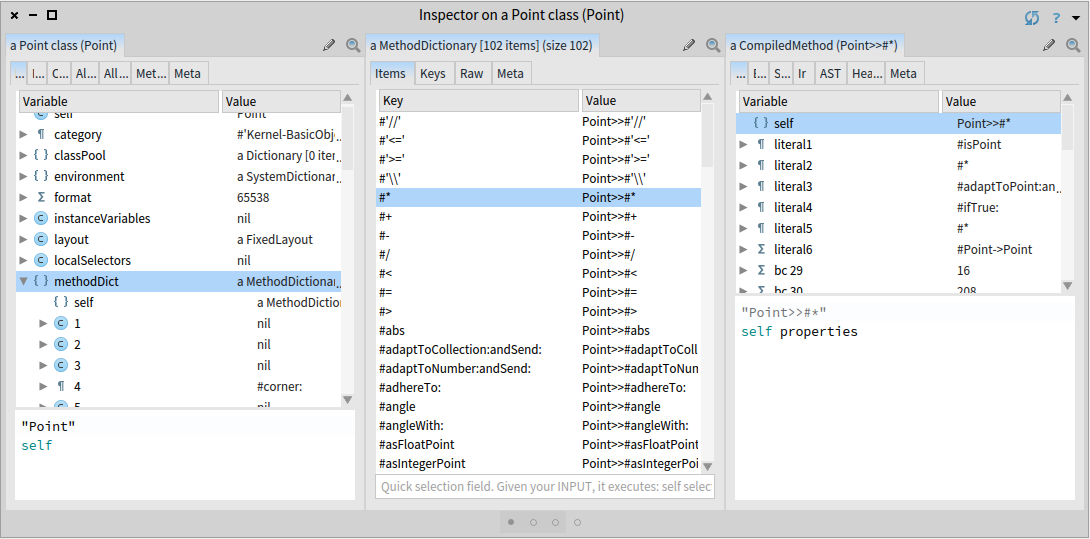 Inspector on a Point class (Point)
?
a Point class (Point)
... I... C... Al... All... Met... Meta
Variable Value
self Point
category #'Kernel-BasicObj...
classPool a Dictionary [0 iter...
environment a SystemDictionar...
Σ format 65538
instanceVariables nil
layout a FixedLayout
localSelectors nil
methodDict a MethodDictionar...
self a MethodDictio
1 nil
2 nil
3 nil
4 #corner:
5 nil
"Point"
self
a MethodDictionary [102 items] (size 102)
Items Keys Raw Meta
Key Value
#'//' Point>>#'//'
#'<=' Point>>#'<='
#'>=' Point>>#'>='
#'\\' Point>>#'\\'
#* Point>>#*
#+ Point>>#+
#- Point>>#-
#/ Point>>#/
#< Point>>#<
#= Point>>#=
#> Point>>#>
#abs Point>>#abs
#adaptToCollection:andSend: Point>>#adaptToColl
#adaptToNumber:andSend: Point>>#adaptToNun
#adhereTo: Point>>#adhereTo:
#angle Point>>#angle
#angleWith: Point>>#angleWith:
#asFloatPoint Point>>#asFloatPoint
#asIntegerPoint Point>>#asIntegerPoi
Quick selection field. Given your INPUT, it executes: self selec
a CompiledMethod (Point>>#*)
... E... S... Ir AST Hea... Meta
Variable Value
{ } self Point>>#*
¶ literal1 #isPoint
¶ literal2 #*
¶ literal3 #adaptToPoint:an...
¶ literal4 #ifTrue:
¶ literal5 #*
Σ literal6 #Point->Point
Σ bc 29 16
Σ bc 30 208
"Point>>#*"
self properties